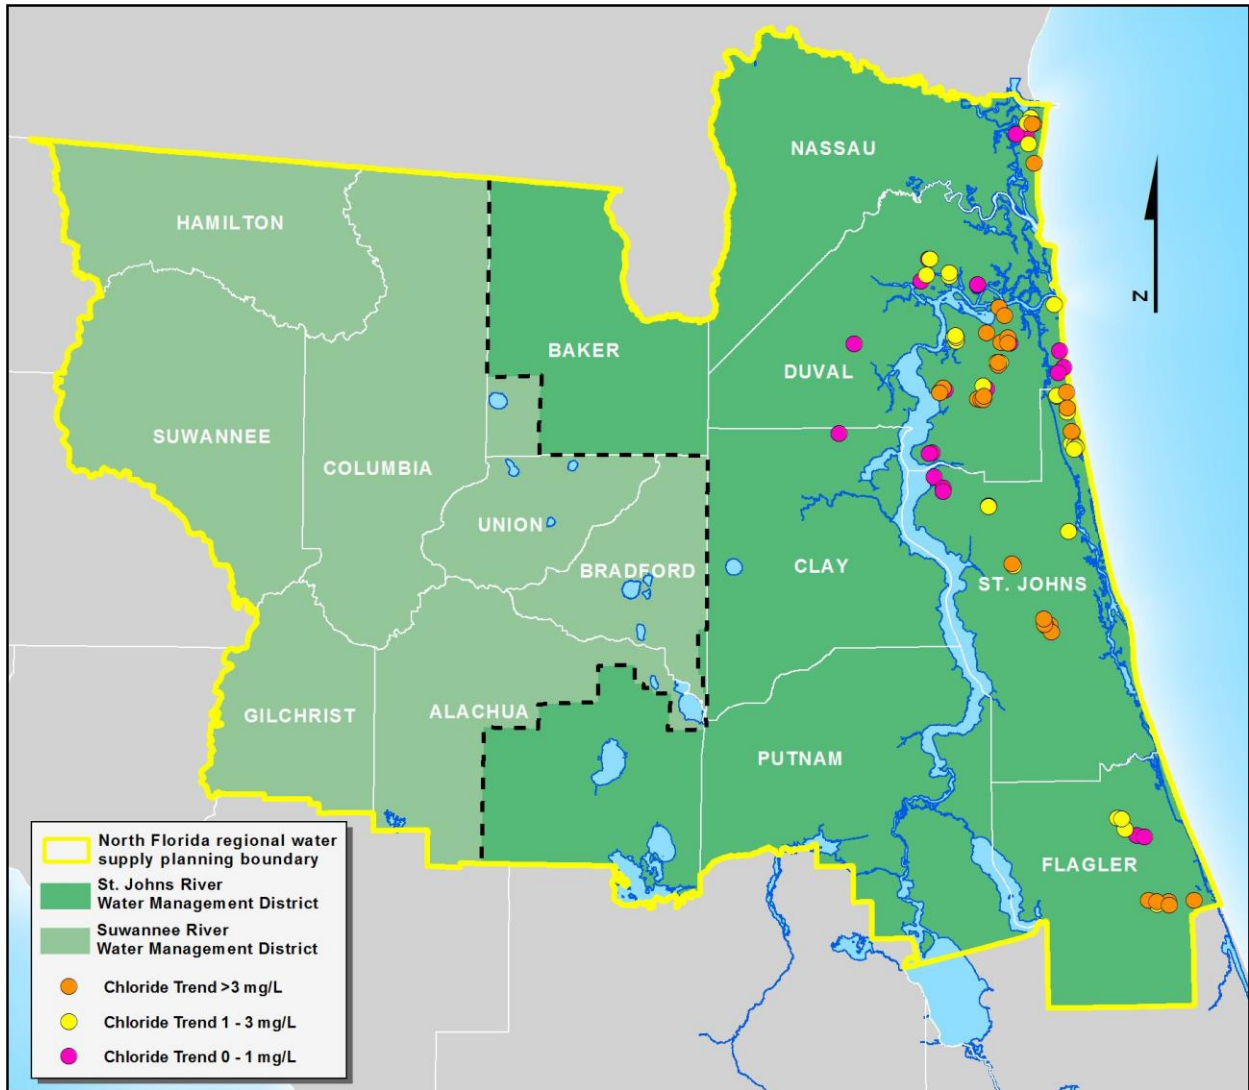 NASSAU
HAMILTON
N
BAKER
DUVAL
SUWANNEE
COLUMBIA
UNION
BRADFORD
CLAY
ST. JOHNS
GILCHRIST
ALACHUA
PUTNAM
FLAGLER
North Florida regional water
supply planning boundary
St. Johns River
Water Management District
Suwannee River
Water Management District
Chloride Trend >3 mg/L
Chloride Trend 1 - 3 mg/L
Chloride Trend 0 - 1 mg/L